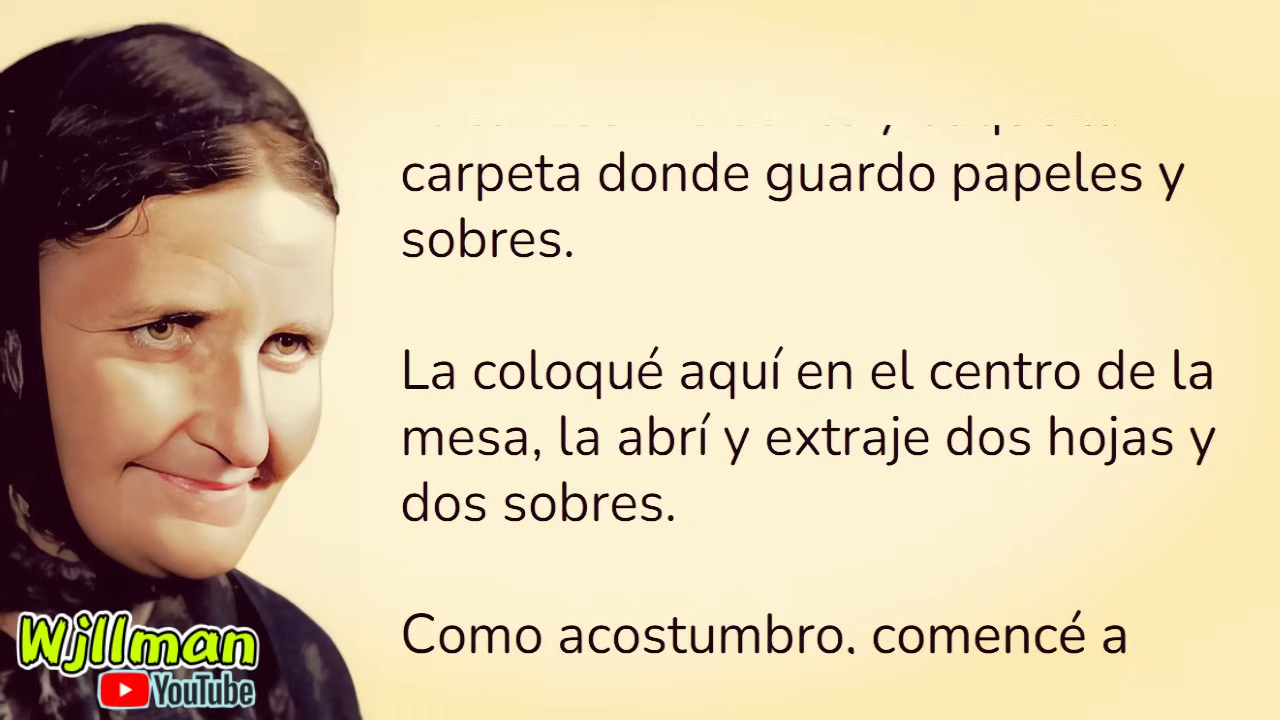 carpeta donde guardo papeles y
sobres.
La coloqué aquí en el centro de la
mesa, la abrí y extraje dos hojas y
dos sobres.
Como acostumbro, comencé a
Wjllman
YouTube